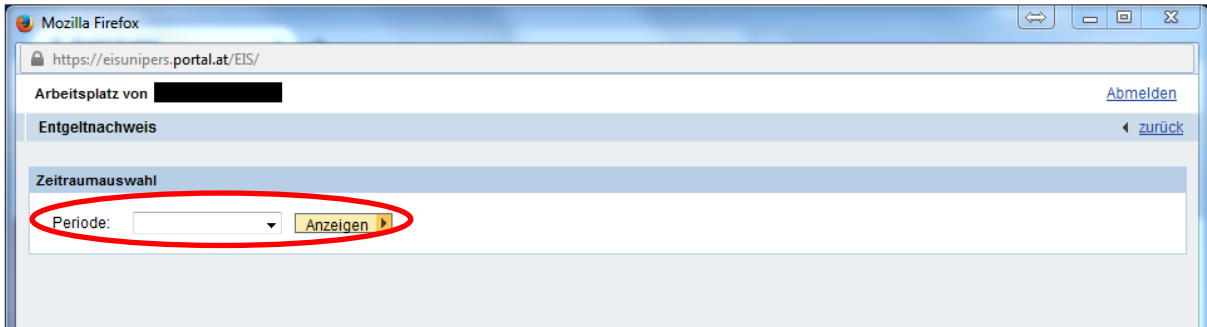 Mozilla Firefox
https://eisunipers.portal.at/EIS/
Arbeitsplatz von
Abmelden
Entgeltnachweis
zurück
Zeitraumauswahl
Periode:
Anzeigen